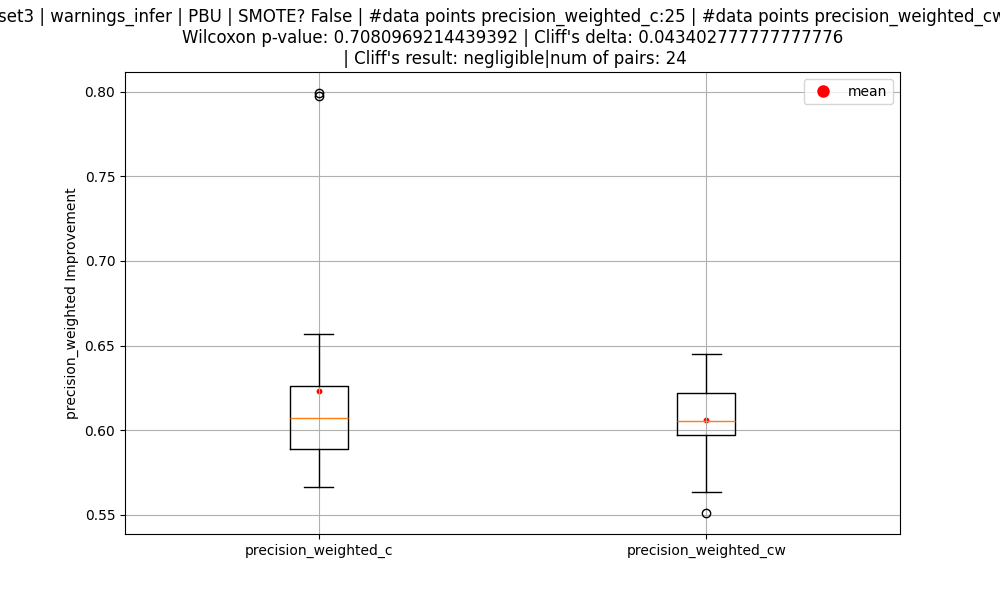 set3 | warnings_infer | PBU | SMOTE? False | #data points precision_weighted_c:25 | #data points precision_weighted_cw
Wilcoxon p-value: 0.7080969214439392 | Cliff's delta: 0.043402777777777776
| Cliff's result: negligible|num of pairs: 24
mean
0.80
0.75
0.70
0.65
0.60
0.55
precision_weighted Improvement
precision_weighted_c
precision_weighted_cw